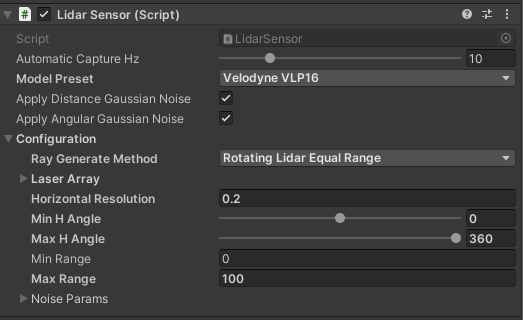 Lidar Sensor (Script)
Script LidarSensor
Automatic Capture Hz 10
Model Preset Velodyne VLP16
Apply Distance Gaussian Noise
Apply Angular Gaussian Noise
Configuration
Ray Generate Method Rotating Lidar Equal Range
Laser Array
Horizontal Resolution 0.2
Min H Angle 0
Max H Angle 360
Min Range 0
Max Range 100
Noise Params